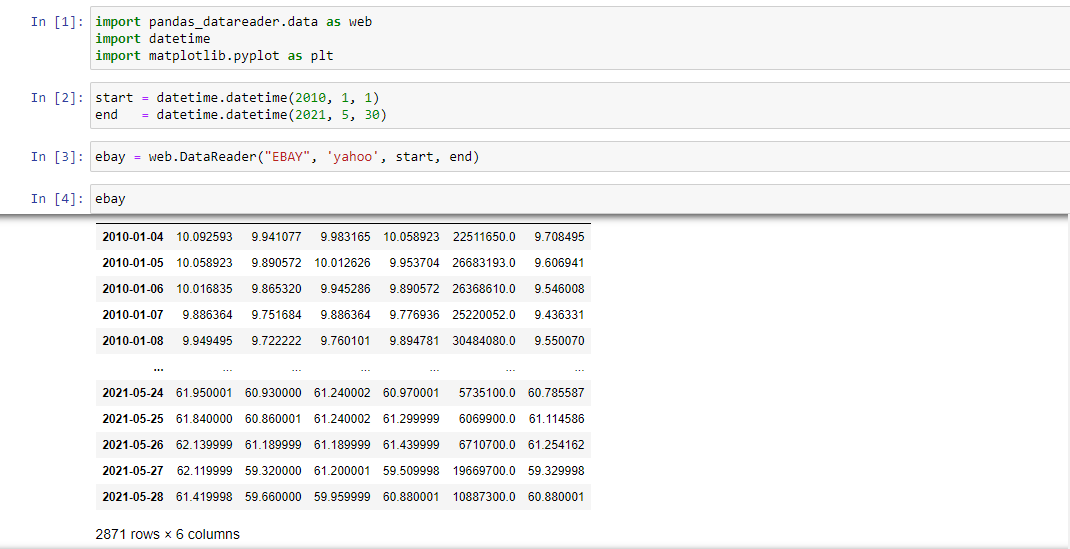 In [1]: import pandas_datareader.data as web
import datetime
import matplotlib.pyplot as plt
In [2]: start = datetime.datetime(2010, 1, 1)
end   = datetime.datetime(2021, 5, 30)
In [3]: ebay = web.DataReader("EBAY", 'yahoo', start, end)
In [4]: ebay
2010-01-04 10.092593 9.941077 9.983165 10.058923 22511650.0 9.708495
2010-01-05 10.058923 9.890572 10.012626 9.953704 26683193.0 9.606941
2010-01-06 10.016835 9.865320 9.945286 9.890572 26368610.0 9.546008
2010-01-07 9.886364 9.751684 9.886364 9.776936 25220052.0 9.436331
2010-01-08 9.949495 9.722222 9.760101 9.894781 30484080.0 9.550070
... ... ... ... ... ... ...
2021-05-24 61.950001 60.930000 61.240002 60.970001 5735100.0 60.785587
2021-05-25 61.840000 60.860001 61.240002 61.299999 6069900.0 61.114586
2021-05-26 62.139999 61.189999 61.189999 61.439999 6710700.0 61.254162
2021-05-27 62.119999 59.320000 61.200001 59.509998 19669700.0 59.329998
2021-05-28 61.419998 59.660000 59.959999 60.880001 10887300.0 60.880001
2871 rows × 6 columns